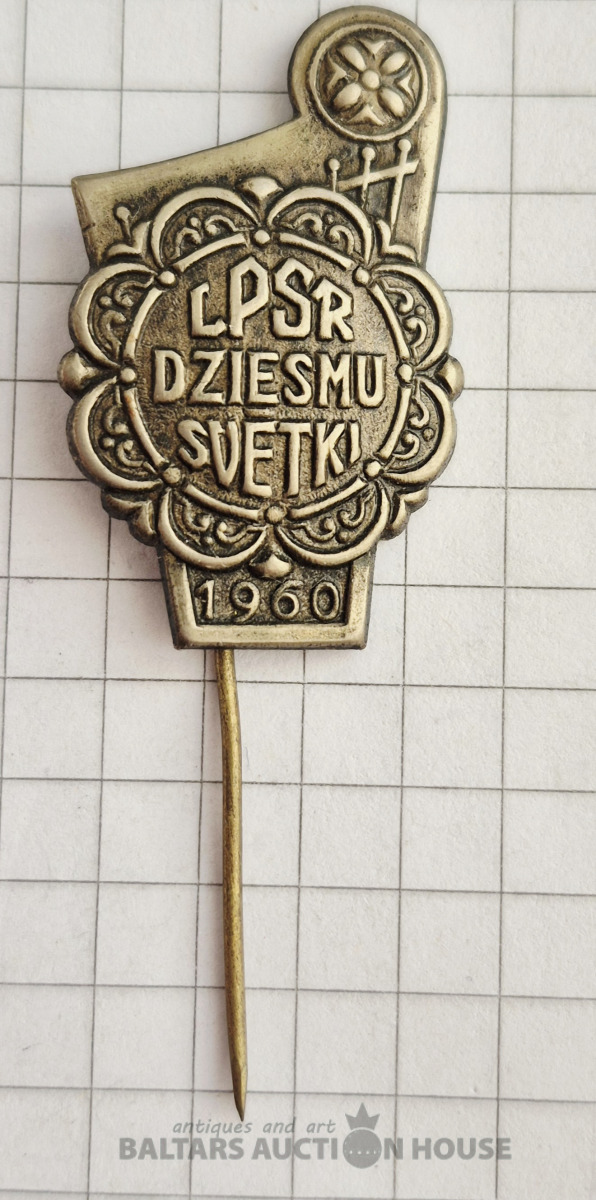 LPSR
DZIESMU
SVETKI
1960
antiques and art
BALTARS AUCTION HOUSE